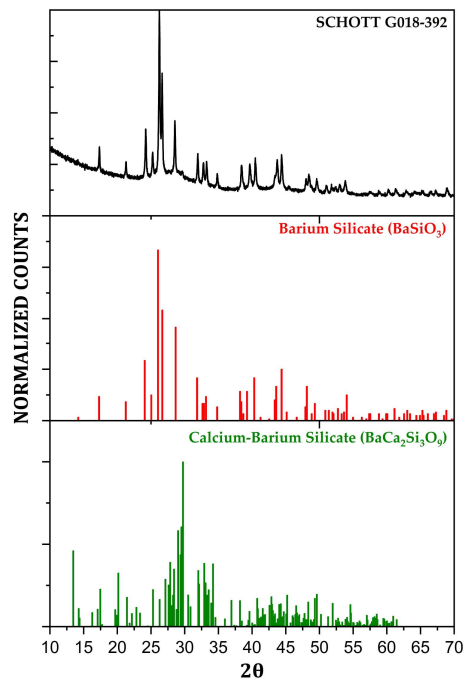 SCHOTT G018-392
Barium Silicate (BaSiO₃)
Calcium-Barium Silicate (BaCa₂Si₃O₉)
NORMALIZED COUNTS
10 15 20 25 30 35 40 45 50 55 60 65 70
2θ